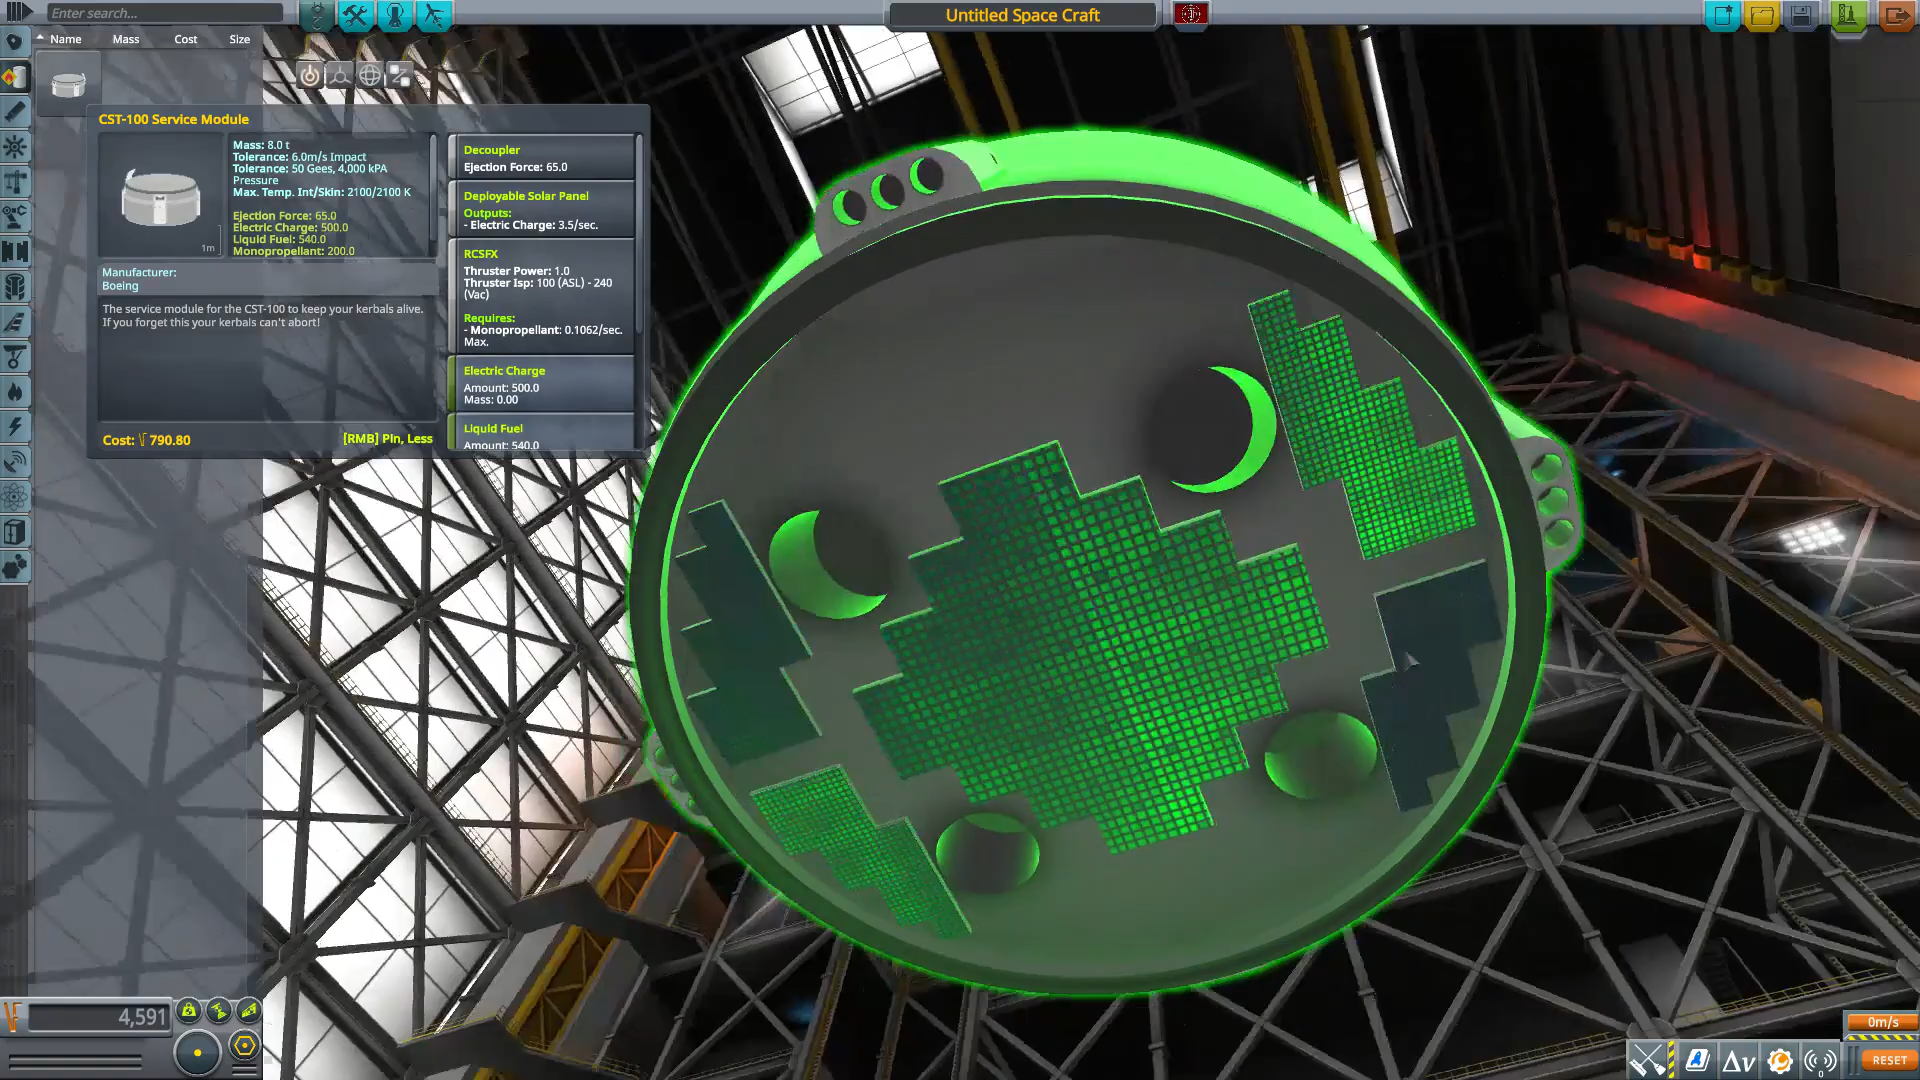 Enter search...
Untitled Space Craft
Name Mass Cost Size
CST-100 Service Module
1m
Mass: 8.0 t
Tolerance: 6.0m/s Impact
Tolerance: 50 Gees, 4,000 kPa
Pressure
Max. Temp. Int/Skin: 2100/2100 K
Ejection Force: 65.0
Electric Charge: 500.0
Liquid Fuel: 540.0
Monopropellant: 200.0
Manufacturer:
Boeing
The service module for the CST-100 to keep your kerbals alive.
If you forget this your kerbals can't abort!
Cost: 790.80
[RMB] Pin, Less
Decoupler
Ejection Force: 65.0
Deployable Solar Panel
Outputs:
- Electric Charge: 3.5/sec.
RCSFX
Thruster Power: 1.0
Thruster Isp: 100 (ASL) - 240
(Vac)
Requires:
- Monopropellant: 0.1062/sec.
Max.
Electric Charge
Amount: 500.0
Mass: 0.00
Liquid Fuel
Amount: 540.0
4,591
0m/s
Δv
0
RESET